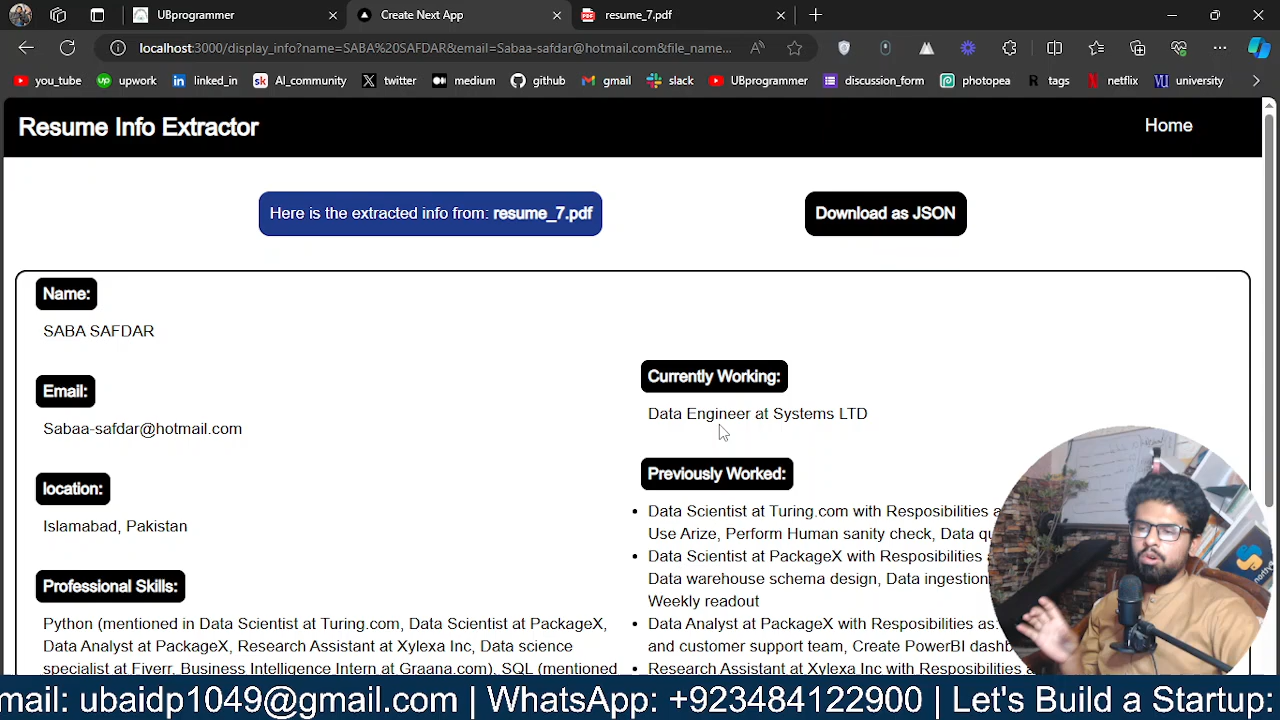 UBprogrammer
Create Next App
resume_7.pdf
localhost:3000/display_info?name=SABA%20SAFDAR&email=Sabaa-safdar@hotmail.com&file_name...
you_tube
upwork
linked_in
AI_community
twitter
medium
github
gmail
slack
UBprogrammer
discussion_form
photopea
tags
netflix
university
Resume Info Extractor
Home
Here is the extracted info from: resume_7.pdf
Download as JSON
Name:
SABA SAFDAR
Email:
Sabaa-safdar@hotmail.com
location:
Islamabad, Pakistan
Professional Skills:
Python (mentioned in Data Scientist at Turing.com, Data Scientist at PackageX,
Data Analyst at PackageX, Research Assistant at Xylexa Inc, Data science
specialist at Fiverr, Business Intelligence Intern at Graana.com), SQL (mentioned
Currently Working:
Data Engineer at Systems LTD
Previously Worked:
Data Scientist at Turing.com with Resposibilities
Use Arize, Perform Human sanity check, Data
Data Scientist at PackageX with Resposibilities
Data warehouse schema design, Data ingestion
Weekly readout
Data Analyst at PackageX with Resposibilities as:
and customer support team, Create PowerBI
Research Assistant at Xylexa Inc with Resposibilities
mail: ubaidp1049@gmail.com | WhatsApp: +923484122900 | Let's Build a Startup: